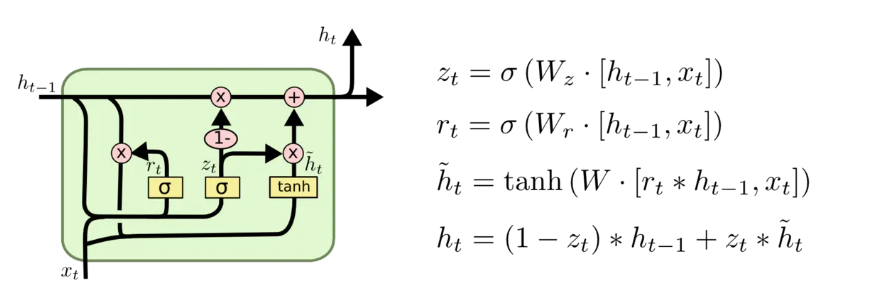 h_t
h_{t-1}
x
+
1-
x
r_t
z_t
x
h̃_t
σ
σ
tanh
x_t
z_t = σ (W_z · [h_{t-1}, x_t])
r_t = σ (W_r · [h_{t-1}, x_t])
h̃_t = tanh (W · [r_t * h_{t-1}, x_t])
h_t = (1 − z_t) * h_{t-1} + z_t * h̃_t